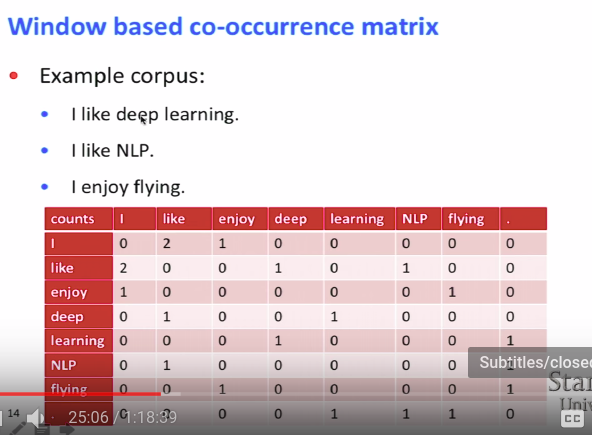 Window based co-occurrence matrix
• Example corpus:
• I like deep learning.
• I like NLP.
• I enjoy flying.
counts I like enjoy deep learning NLP flying .
I 0 2 1 0 0 0 0 0
like 2 0 0 1 0 1 0 0
enjoy 1 0 0 0 0 0 1 0
deep 0 1 0 0 1 0 0 0
learning 0 0 0 1 0 0 0 1
NLP 0 1 0 0 0 0
Subtitles/close
flying 0 0 1 0 0 0 0 1
Stan
. 0 0 0 0 1 1 1 0
Univ
14 25:06 / 1:18:39 CC